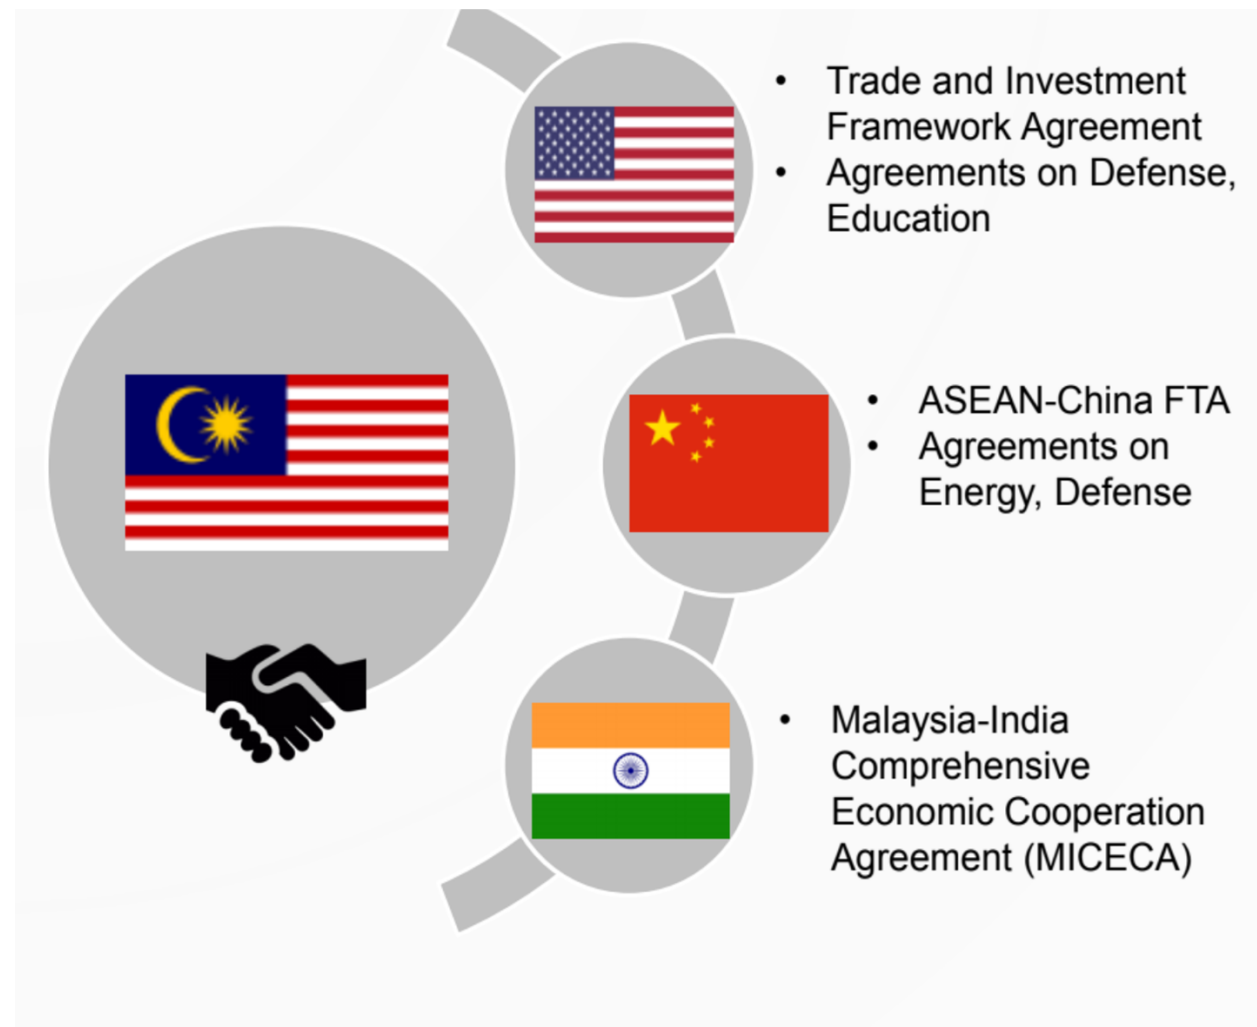 • Trade and Investment
Framework Agreement
• Agreements on Defense,
Education
• ASEAN-China FTA
• Agreements on
Energy, Defense
• Malaysia-India
Comprehensive
Economic Cooperation
Agreement (MICECA)